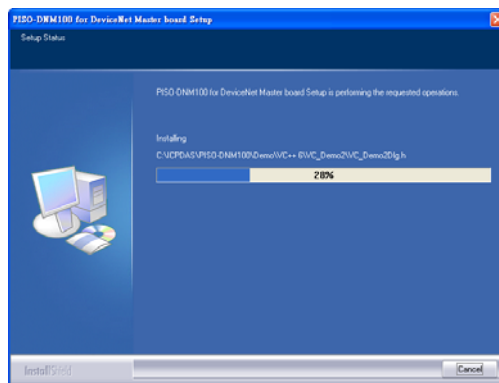 PISO-DNM100 for DeviceNet Master board Setup
Setup Status
PISO-DNM100 for DeviceNet Master board Setup is performing the requested operations.
Installing
C:\ICPDAS\PISO-DNM100\Demo\VC++ 6\VC_Demo2\VC_Demo2Dlg.h
28%
InstallShield
Cancel